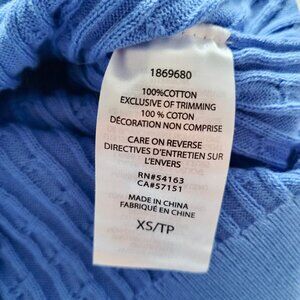 1869680
100%COTTON
EXCLUSIVE OF TRIMMING
100 % COTON
DÉCORATION NON COMPRISE
CARE ON REVERSE
DIRECTIVES D'ENTRETIEN SUR
L'ENVERS
RN#54163
CA#57151
MADE IN CHINA
FABRIQUÉ EN CHINE
XS/TP